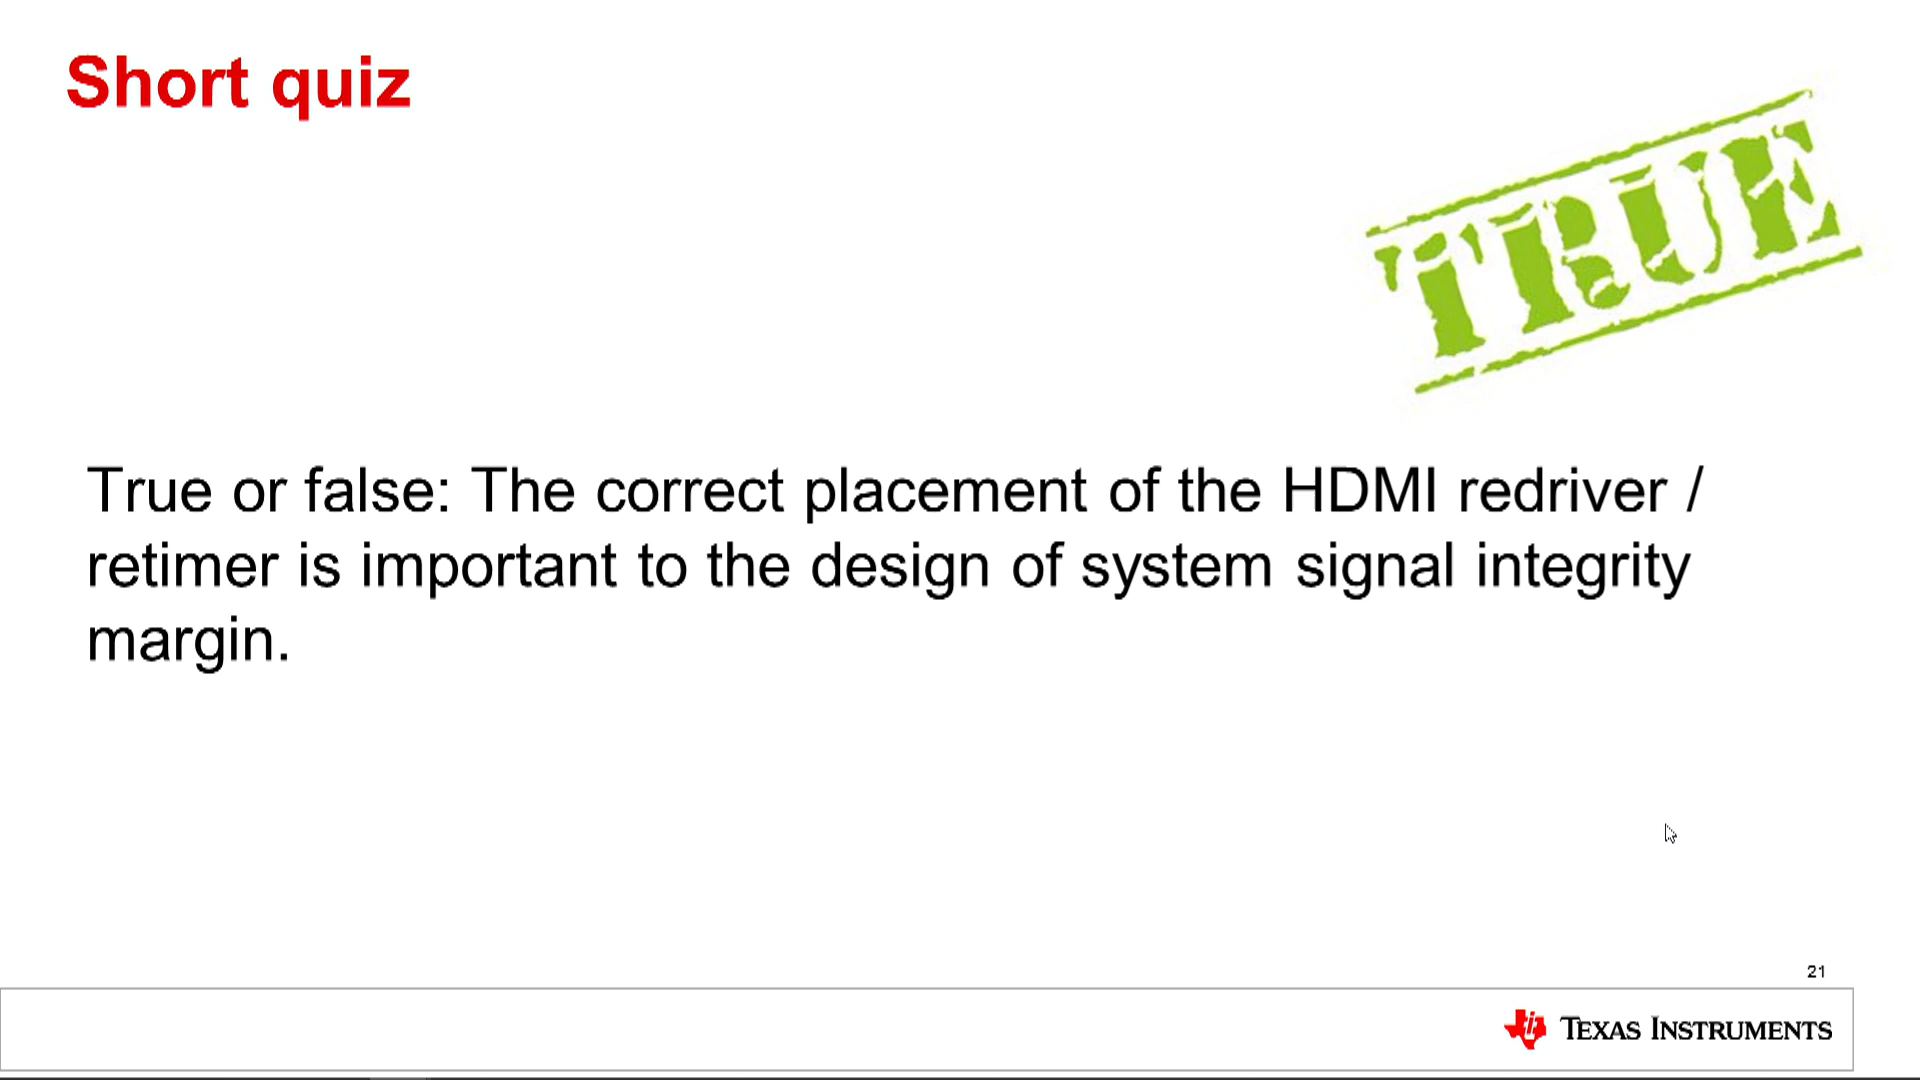 Short quiz
TRUE
True or false: The correct placement of the HDMI redriver /
retimer is important to the design of system signal integrity
margin.
21
TEXAS INSTRUMENTS